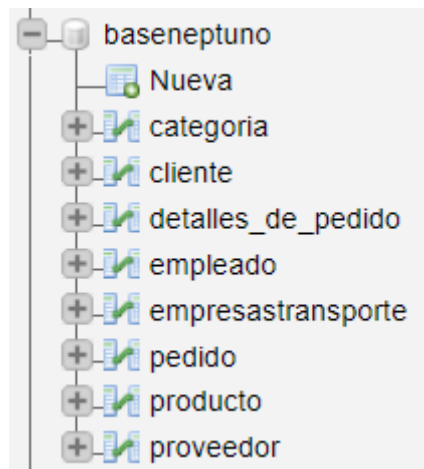 baseneptuno
Nueva
categoria
cliente
detalles_de_pedido
empleado
empresastransporte
pedido
producto
proveedor